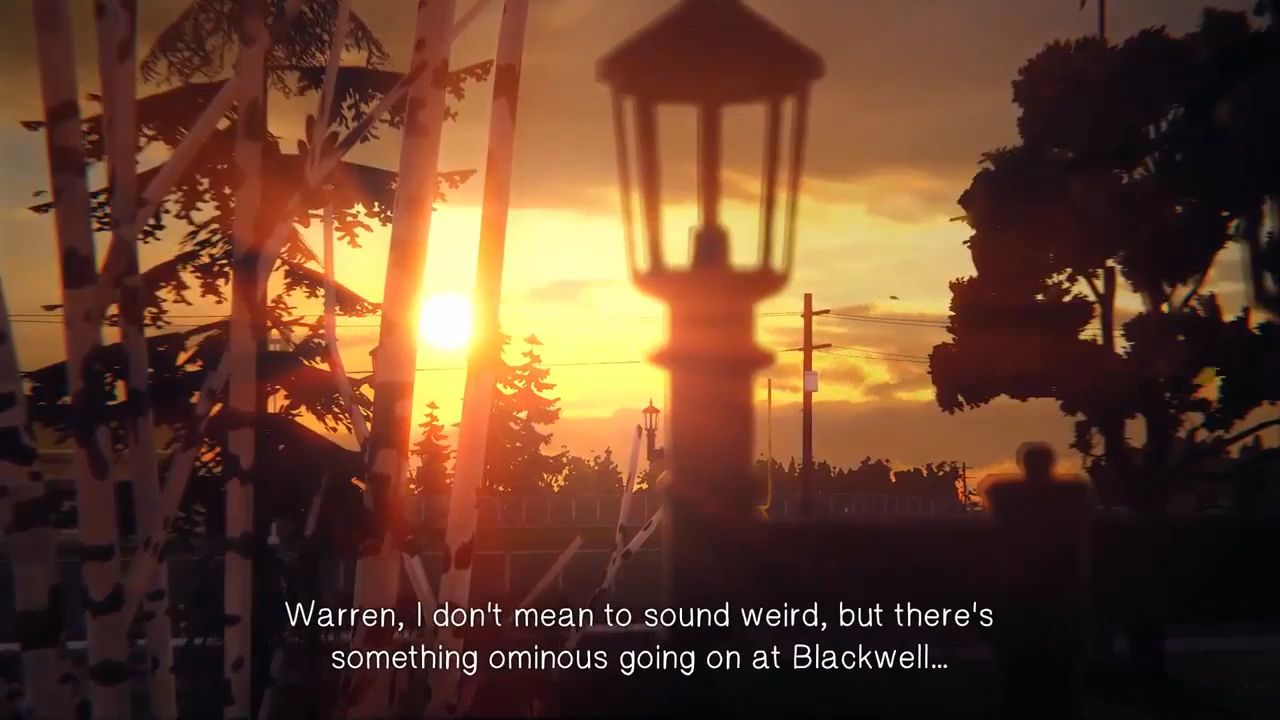 Warren, I don't mean to sound weird, but there's
something ominous going on at Blackwell...